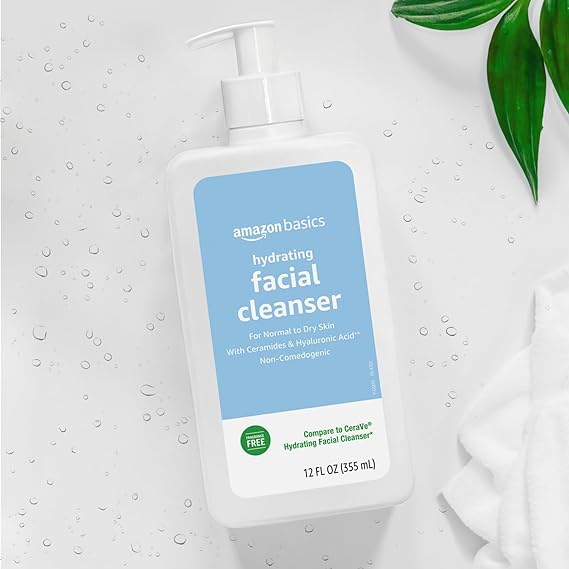 amazon basics
hydrating
facial
cleanser
For Normal to Dry Skin
With Ceramides & Hyaluronic Acid**
Non-Comedogenic
FRAGRANCE
FREE
Compare to CeraVe®
Hydrating Facial Cleanser*
12 FL OZ (355 mL)